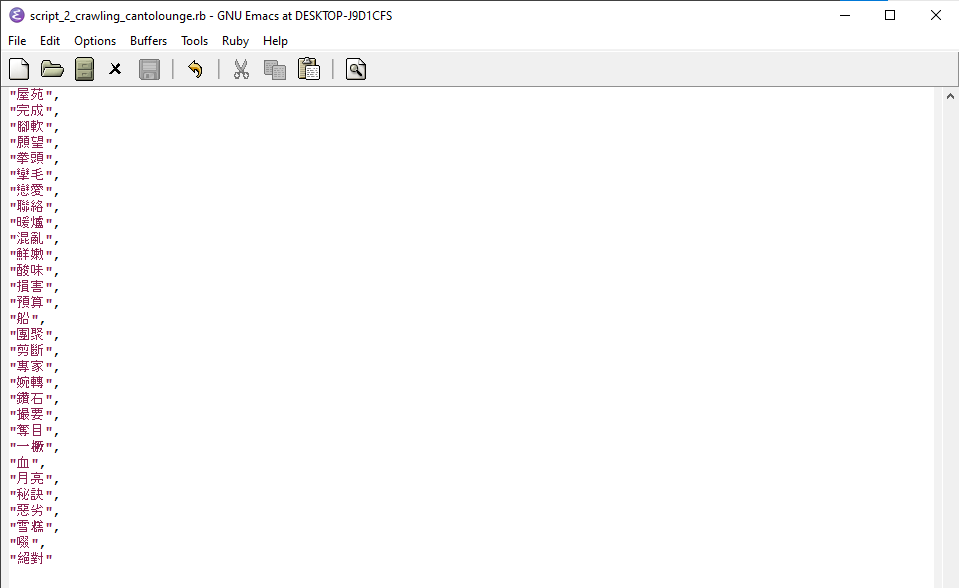 script_2_crawling_cantolounge.rb - GNU Emacs at DESKTOP-J9D1CFS
File Edit Options Buffers Tools Ruby Help
"屋苑",
"完成",
"腳軟",
"願望",
"拳頭",
"攣毛",
"戀愛",
"聯絡",
"暖爐",
"混亂",
"鮮嫩",
"酸味",
"損害",
"預算",
"船",
"團聚",
"剪斷",
"專家",
"婉轉",
"鑽石",
"撮要",
"奪目",
"一橛",
"血",
"月亮",
"秘訣",
"惡劣",
"雪糕",
"啜",
"絕對"